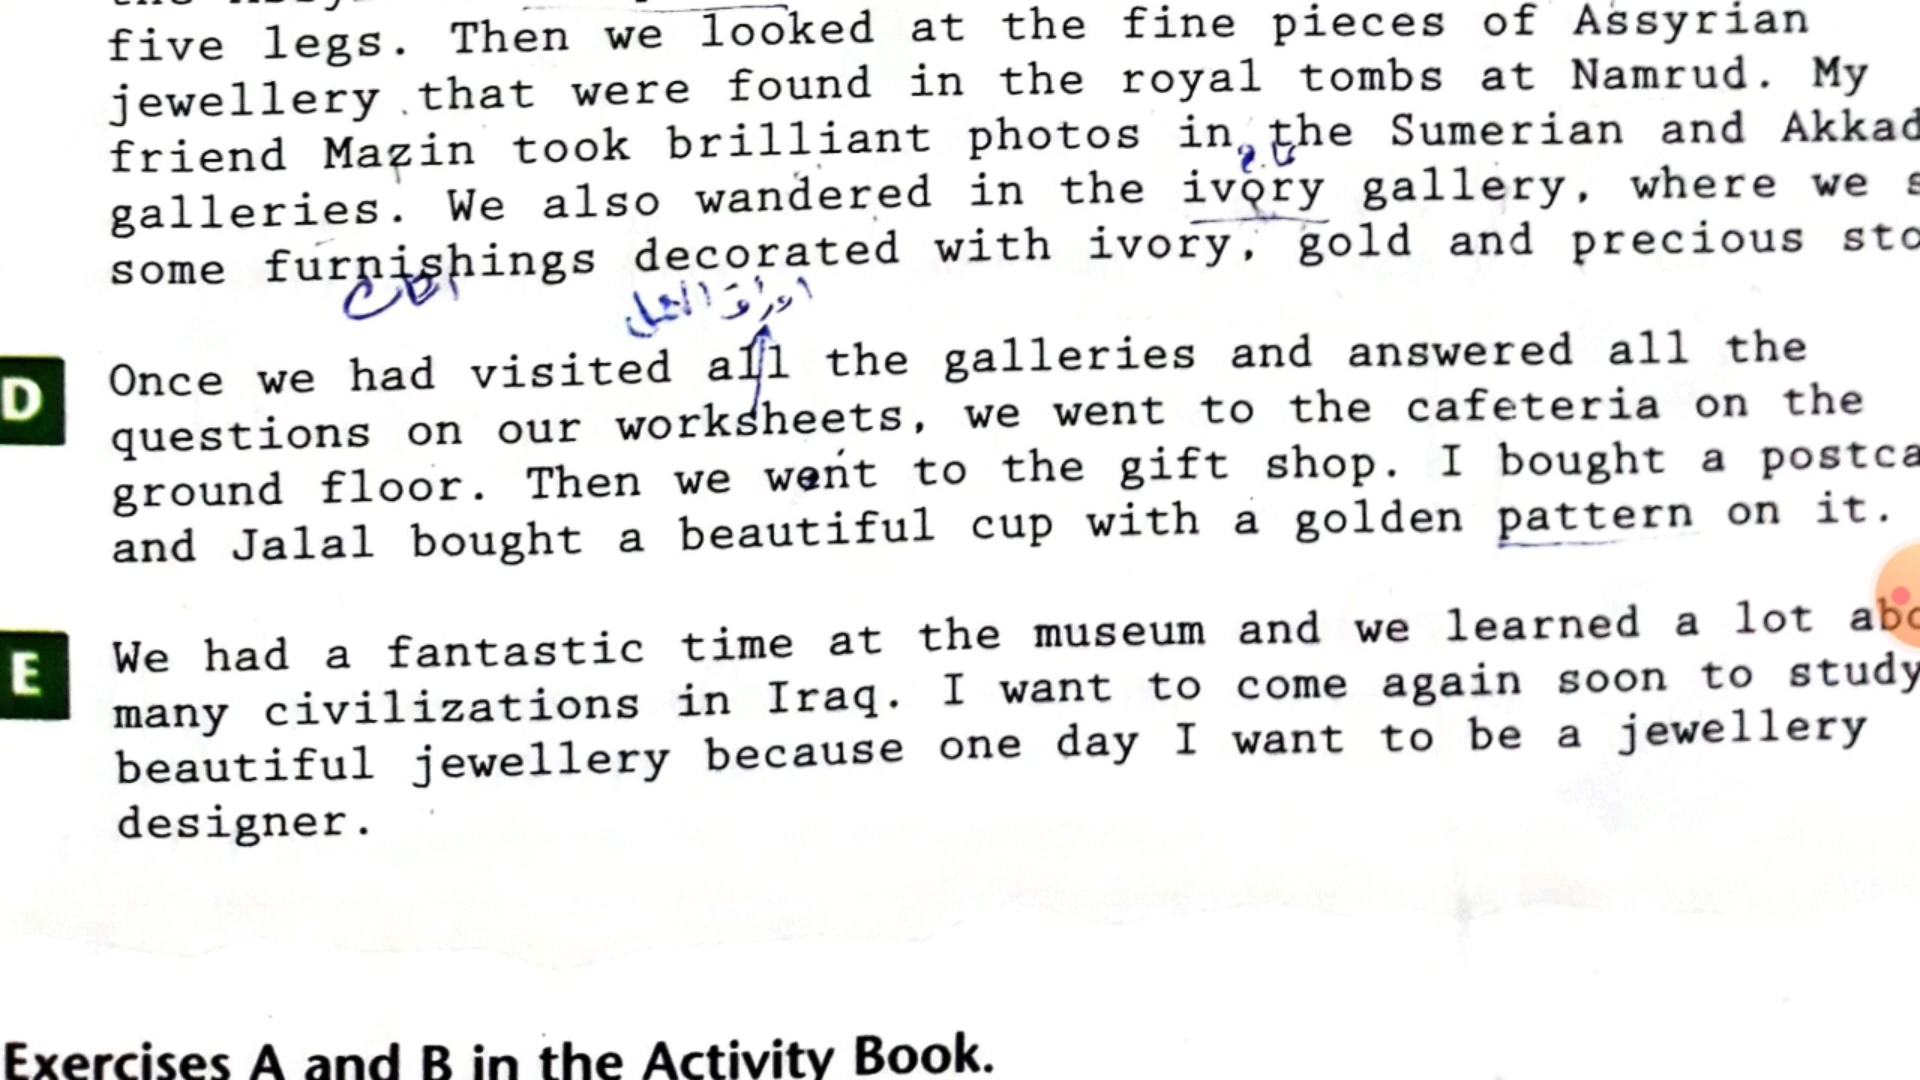 five legs. Then we looked at the fine pieces of Assyrian
jewellery that were found in the royal tombs at Namrud. My
friend Mazin took brilliant photos in the Sumerian and Akkad
عاج
galleries. We also wandered in the ivory gallery, where we s
some furnishings decorated with ivory, gold and precious sto
اثاث
اوراق العمل
D
Once we had visited all the galleries and answered all the
questions on our worksheets, we went to the cafeteria on the
ground floor. Then we went to the gift shop. I bought a postca
and Jalal bought a beautiful cup with a golden pattern on it.
E
We had a fantastic time at the museum and we learned a lot abo
many civilizations in Iraq. I want to come again soon to study
beautiful jewellery because one day I want to be a jewellery
designer.
Exercises A and B in the Activity Book.